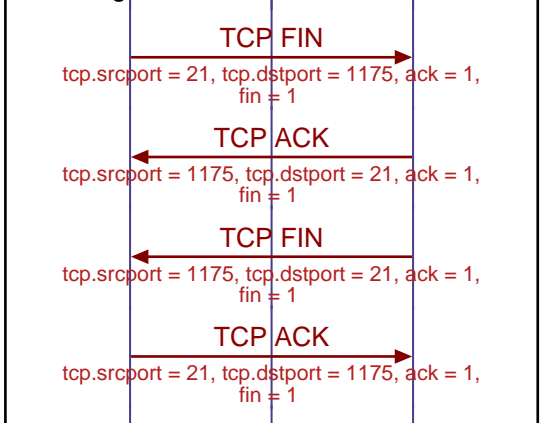 TCP FIN
tcp.srcport = 21, tcp.dstport = 1175, ack = 1,
fin = 1
TCP ACK
tcp.srcport = 1175, tcp.dstport = 21, ack = 1,
fin = 1
TCP FIN
tcp.srcport = 1175, tcp.dstport = 21, ack = 1,
fin = 1
TCP ACK
tcp.srcport = 21, tcp.dstport = 1175, ack = 1,
fin = 1